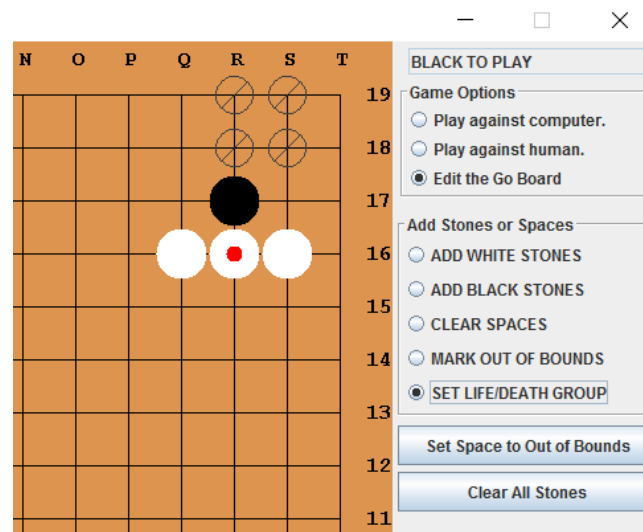 N O P Q R S T
19
18
17
16
15
14
13
12
11
BLACK TO PLAY
Game Options
Play against computer.
Play against human.
Edit the Go Board
Add Stones or Spaces
ADD WHITE STONES
ADD BLACK STONES
CLEAR SPACES
MARK OUT OF BOUNDS
SET LIFE/DEATH GROUP
Set Space to Out of Bounds
Clear All Stones